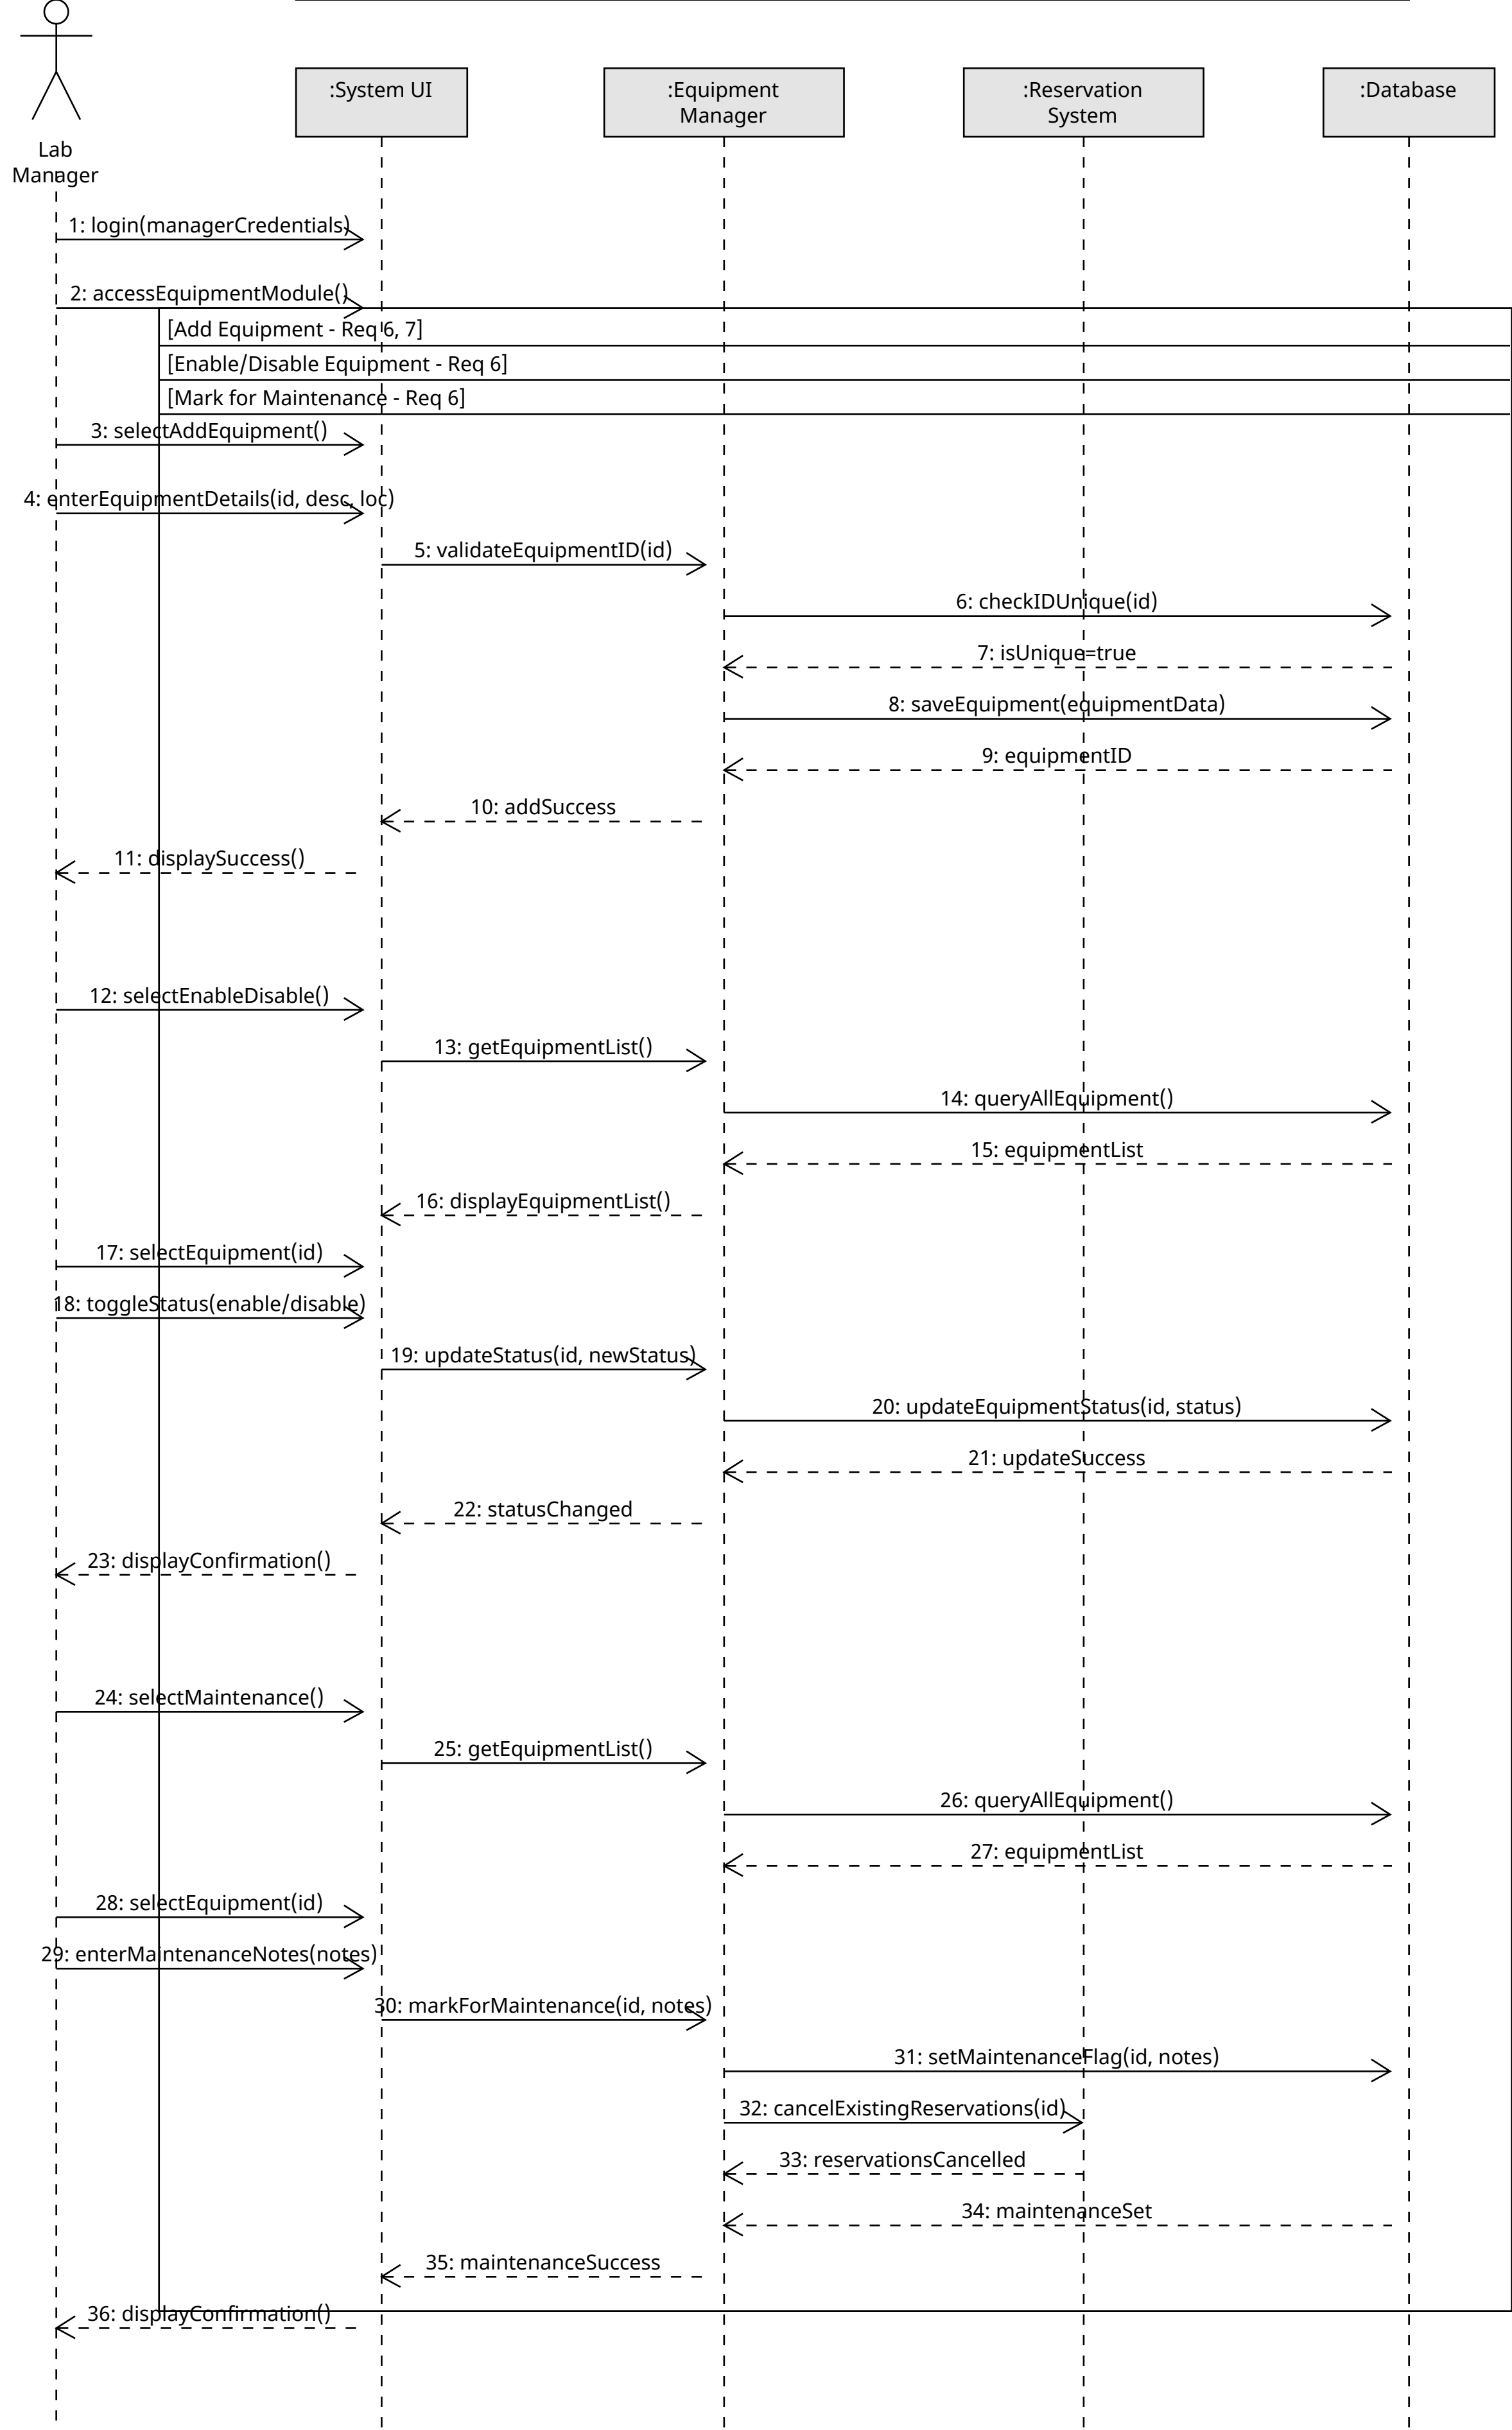 Lab
Manager
:System UI
:Equipment
Manager
:Reservation
System
:Database
1: login(managerCredentials)
2: accessEquipmentModule()
[Add Equipment - Req 6, 7]
[Enable/Disable Equipment - Req 6]
[Mark for Maintenance - Req 6]
3: selectAddEquipment()
4: enterEquipmentDetails(id, desc, loc)
5: validateEquipmentID(id)
6: checkIDUnique(id)
7: isUnique=true
8: saveEquipment(equipmentData)
9: equipmentID
10: addSuccess
11: displaySuccess()
12: selectEnableDisable()
13: getEquipmentList()
14: queryAllEquipment()
15: equipmentList
16: displayEquipmentList()
17: selectEquipment(id)
18: toggleStatus(enable/disable)
19: updateStatus(id, newStatus)
20: updateEquipmentStatus(id, status)
21: updateSuccess
22: statusChanged
23: displayConfirmation()
24: selectMaintenance()
25: getEquipmentList()
26: queryAllEquipment()
27: equipmentList
28: selectEquipment(id)
29: enterMaintenanceNotes(notes)
30: markForMaintenance(id, notes)
31: setMaintenanceFlag(id, notes)
32: cancelExistingReservations(id)
33: reservationsCancelled
34: maintenanceSet
35: maintenanceSuccess
36: displayConfirmation()